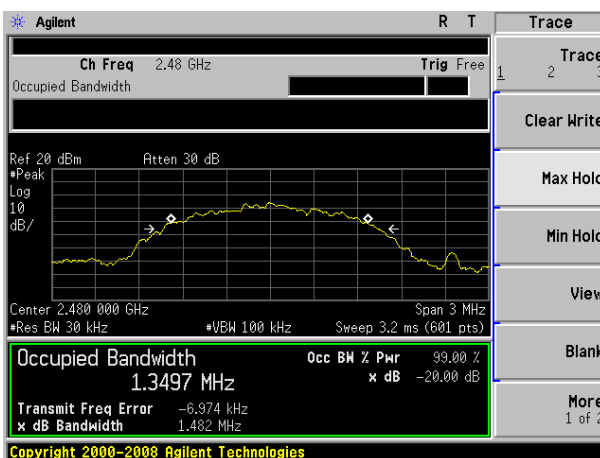 Agilent R T Trace
Ch Freq 2.48 GHz Trig Free
Occupied Bandwidth
Trace
1 2 3
Clear Write
Max Hold
Min Hold
View
Blank
More
1 of 2
Ref 20 dBm Atten 30 dB
#Peak
Log
10
dB/
Center 2.480 000 GHz Span 3 MHz
#Res BW 30 kHz #VBW 100 kHz Sweep 3.2 ms (601 pts)
Occupied Bandwidth Occ BW % Pwr 99.00 %
1.3497 MHz x dB -20.00 dB
Transmit Freq Error -6.974 kHz
x dB Bandwidth 1.482 MHz
Copyright 2000-2008 Agilent Technologies